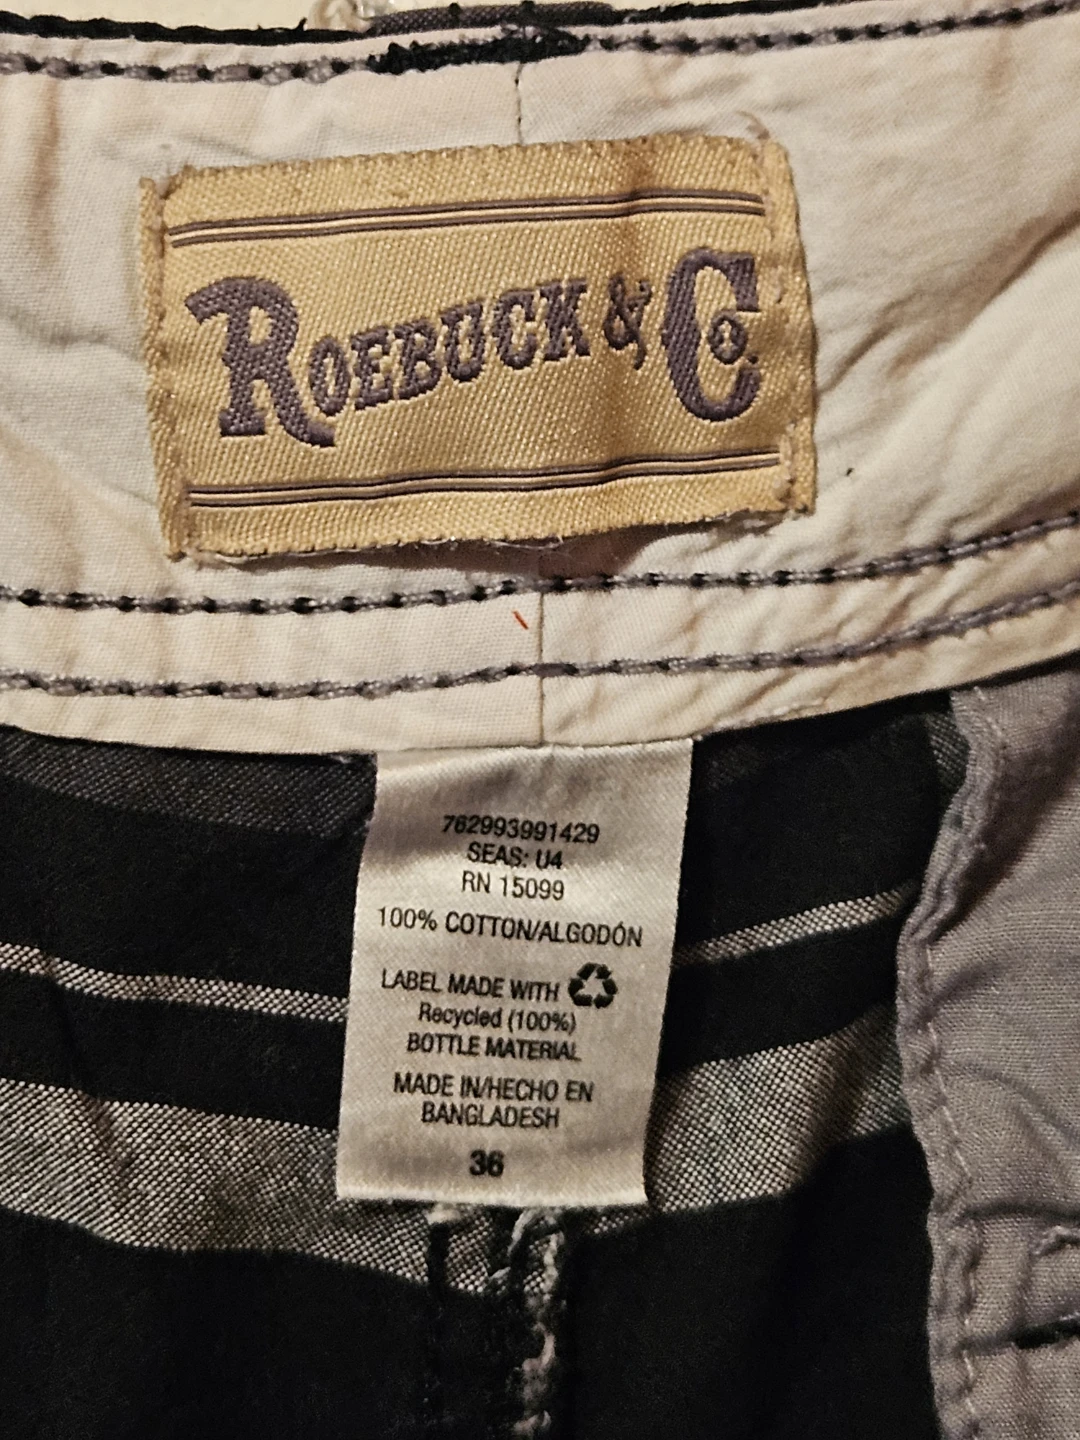 ROEBUCK & Co.
762993991429
SEAS: U4
RN 15099
100% COTTON/ALGODÓN
LABEL MADE WITH
Recycled (100%)
BOTTLE MATERIAL
MADE IN/HECHO EN
BANGLADESH
36